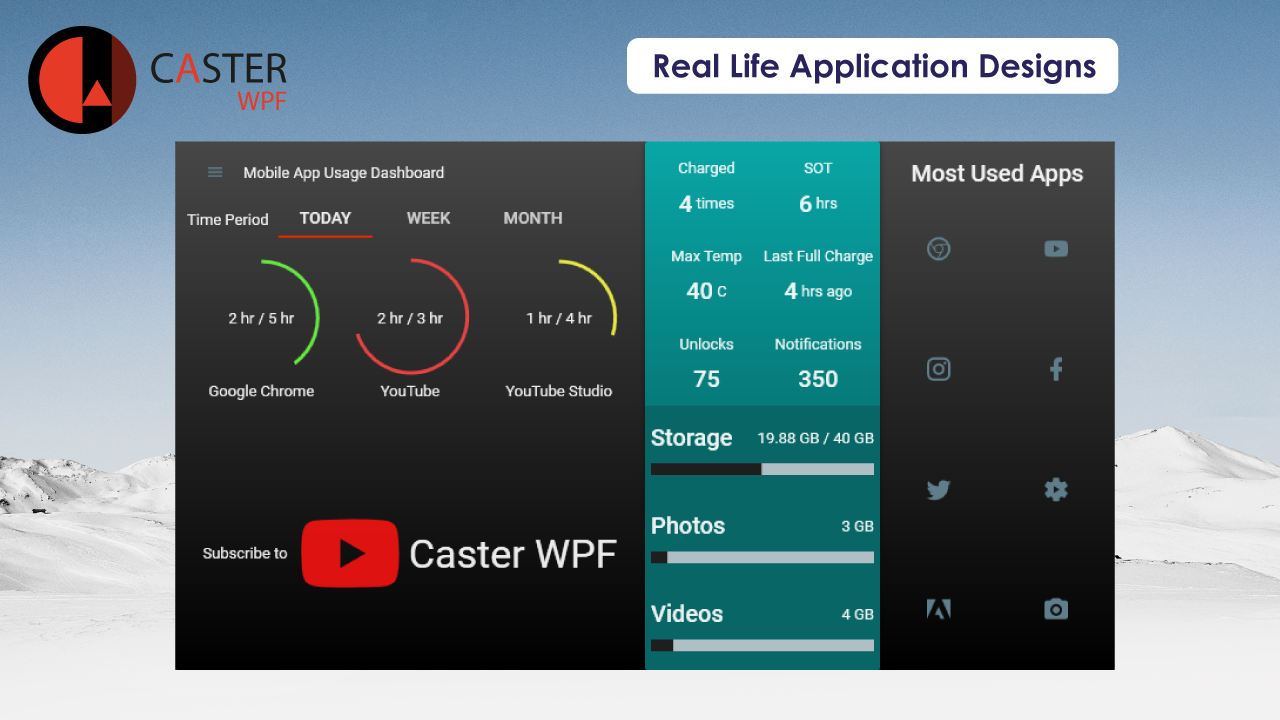 CASTER
WPF
Real Life Application Designs
Mobile App Usage Dashboard
Time Period TODAY WEEK MONTH
2 hr / 5 hr 2 hr / 3 hr 1 hr / 4 hr
Google Chrome YouTube YouTube Studio
Subscribe to Caster WPF
Charged SOT
4 times 6 hrs
Max Temp Last Full Charge
40 C 4 hrs ago
Unlocks Notifications
75 350
Storage 19.88 GB / 40 GB
Photos 3 GB
Videos 4 GB
Most Used Apps